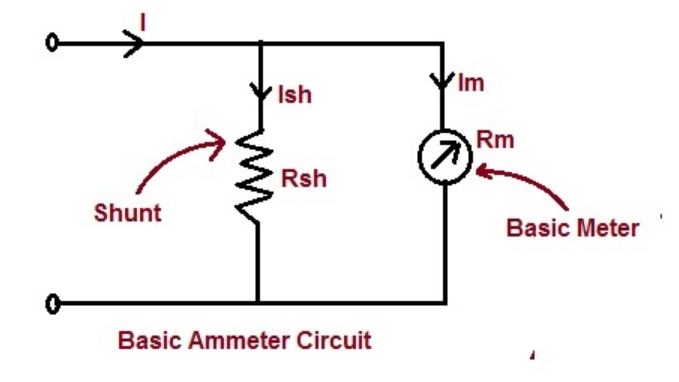 I
Ish
Im
Rm
Rsh
Shunt
Basic Meter
Basic Ammeter Circuit